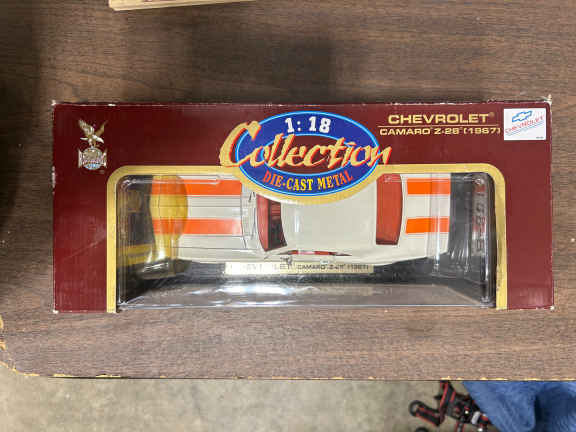 1:18
Collection
DIE-CAST METAL
CHEVROLET®
CAMARO® Z-28® (1967)
CHEVROLET
CAMARO® Z-28® (1967)